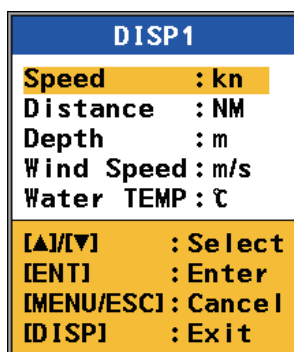 DISP1
Speed : kn
Distance : NM
Depth : m
Wind Speed : m/s
Water TEMP : ℃
[▲]/[▼] : Select
[ENT] : Enter
[MENU/ESC] : Cancel
[DISP] : Exit